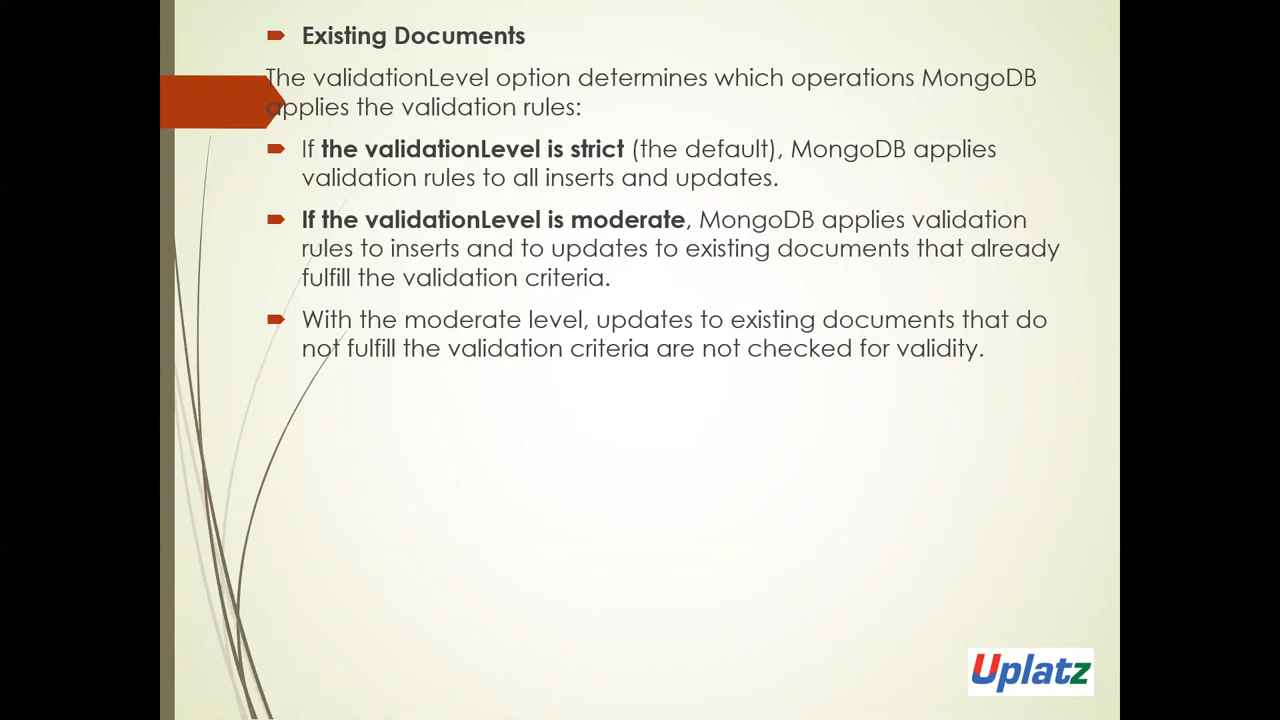 Existing Documents
The validationLevel option determines which operations MongoDB
applies the validation rules:
If the validationLevel is strict (the default), MongoDB applies
validation rules to all inserts and updates.
If the validationLevel is moderate, MongoDB applies validation
rules to inserts and to updates to existing documents that already
fulfill the validation criteria.
With the moderate level, updates to existing documents that do
not fulfill the validation criteria are not checked for validity.
Uplatz